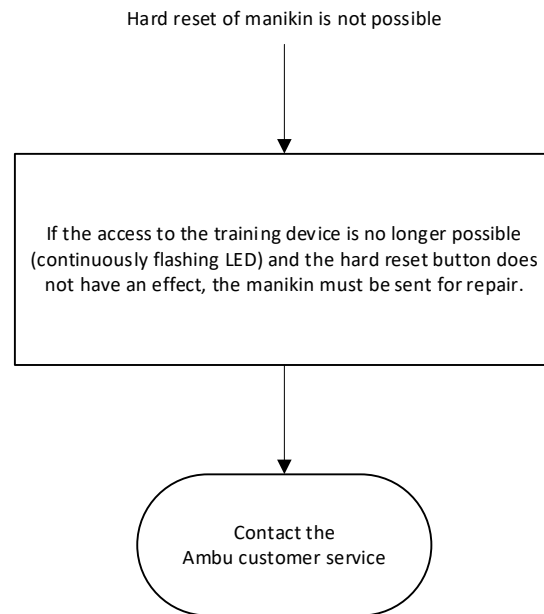 Hard reset of manikin is not possible
If the access to the training device is no longer possible
(continuously flashing LED) and the hard reset button does
not have an effect, the manikin must be sent for repair.
Contact the
Ambu customer service